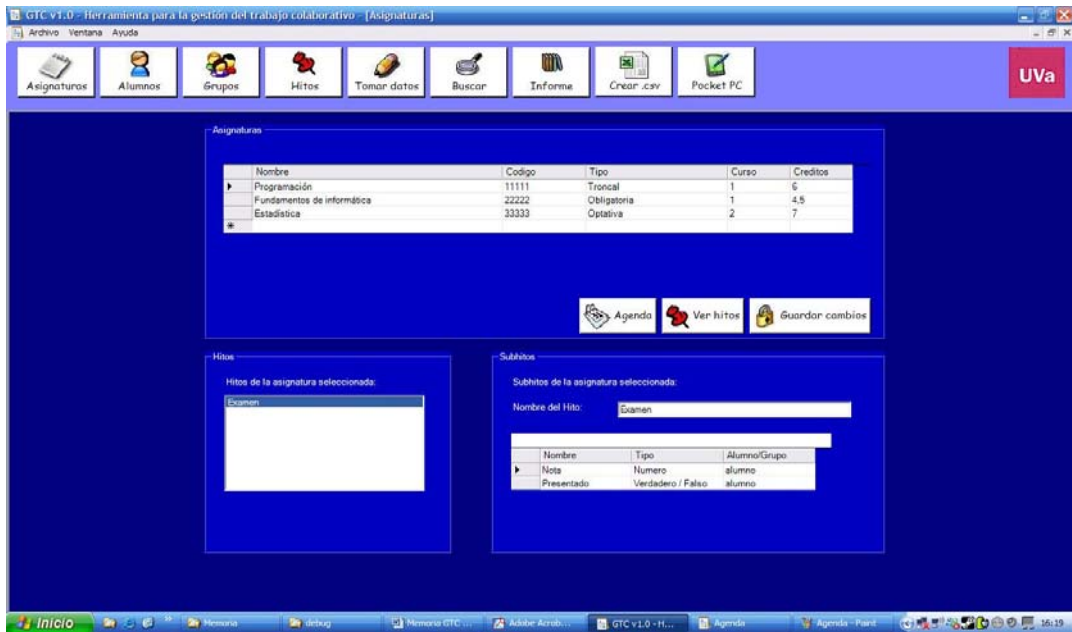 GTC v1.0 - Herramienta para la gestión del trabajo colaborativo - [Asignaturas]
Archivo Ventana Ayuda
Asignaturas Alumnos Grupos Hitos Tomar datos Buscar Informe Crear .csv Pocket PC
UVa
Asignaturas
Nombre Codigo Tipo Curso Creditos
Programación 11111 Troncal 1 6
Fundamentos de informática 22222 Obligatoria 1 4,5
Estadística 33333 Optativa 2 7
Agenda Ver hitos Guardar cambios
Hitos
Hitos de la asignatura seleccionada:
Examen
Subhitos
Subhitos de la asignatura seleccionada:
Nombre del Hito: Examen
Nombre Tipo Alumno/Grupo
Nota Numero alumno
Presentado Verdadero / Falso alumno
Inicio Memoria debug Memoria GTC ... Adobe Acrob... GTC v1.0 - H... Agenda Agenda - Paint 16:19